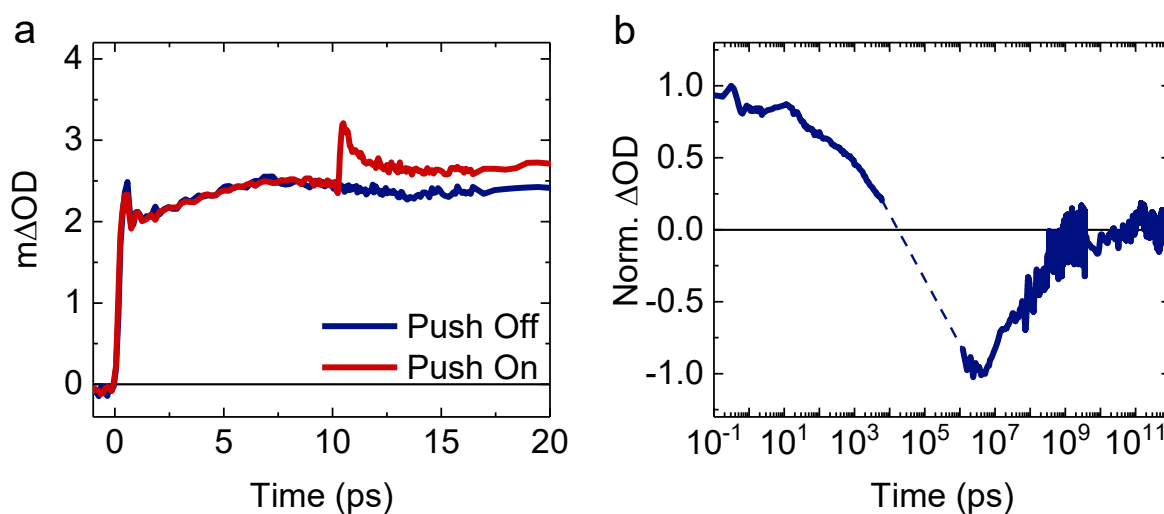 a
4
3
2
1
0
mΔOD
Push Off
Push On
0
5
10
15
20
Time (ps)
b
1.0
0.5
0.0
-0.5
-1.0
Norm. ΔOD
10⁻¹ 10¹ 10³ 10⁵ 10⁷ 10⁹ 10¹¹
Time (ps)